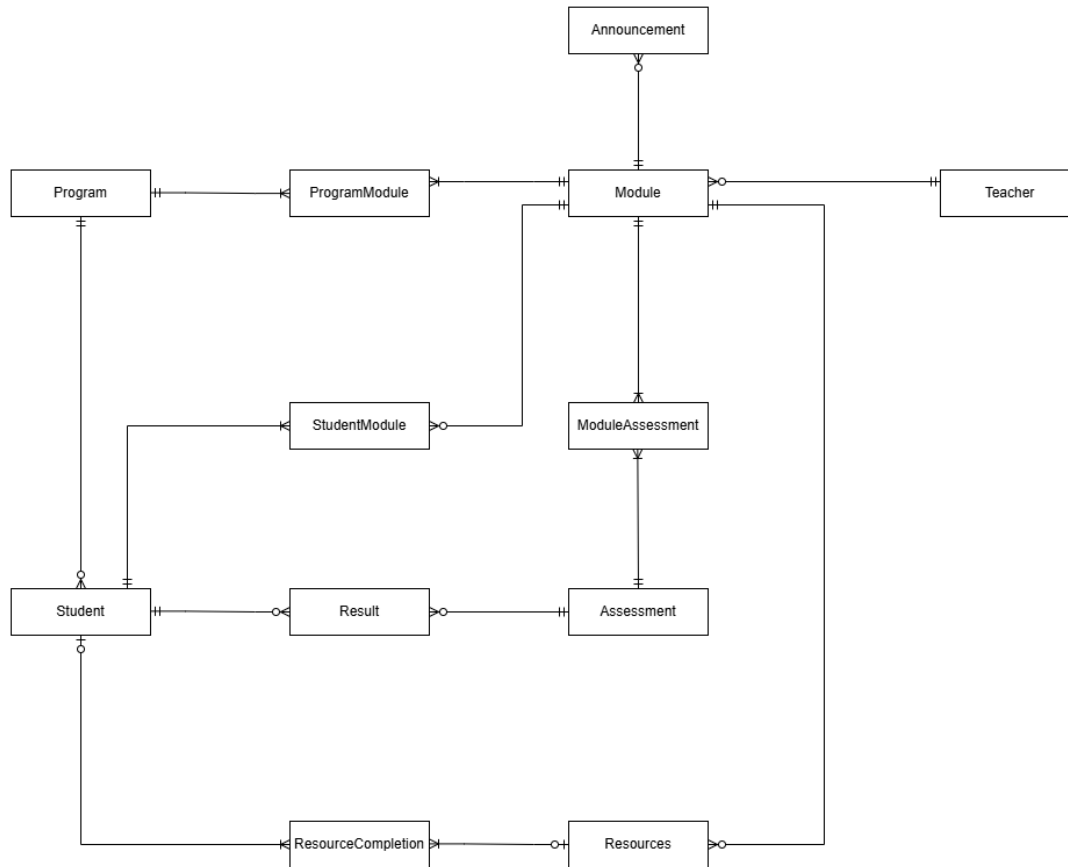 Announcement
Program
ProgramModule
Module
Teacher
StudentModule
ModuleAssessment
Student
Result
Assessment
ResourceCompletion
Resources